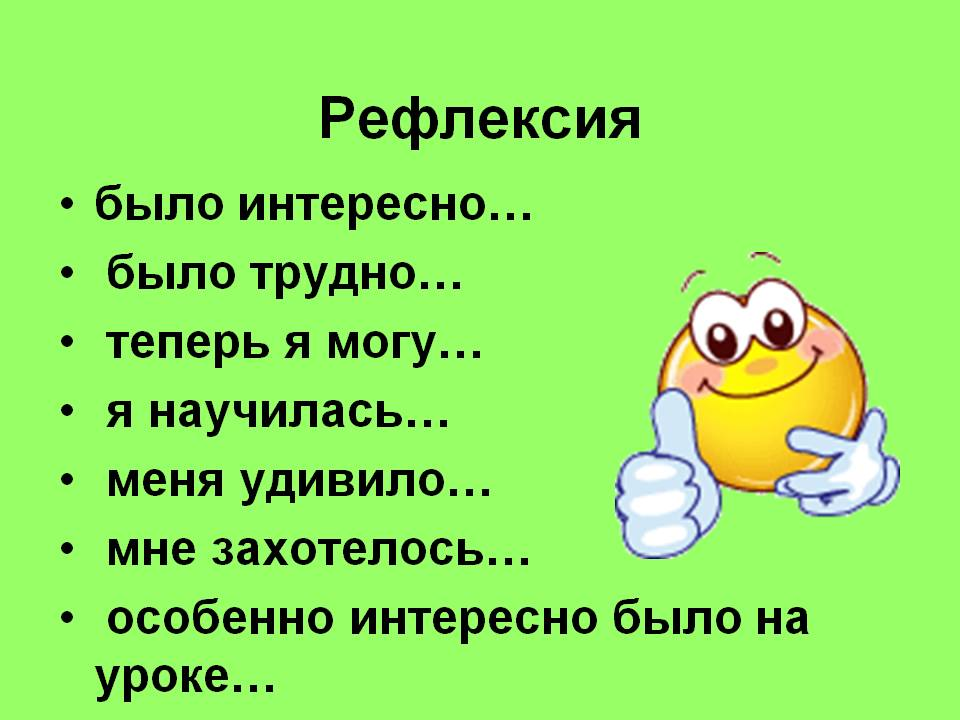 Рефлексия
• было интересно…
• было трудно…
• теперь я могу…
• я научилась…
• меня удивило…
• мне захотелось…
• особенно интересно было на
уроке…